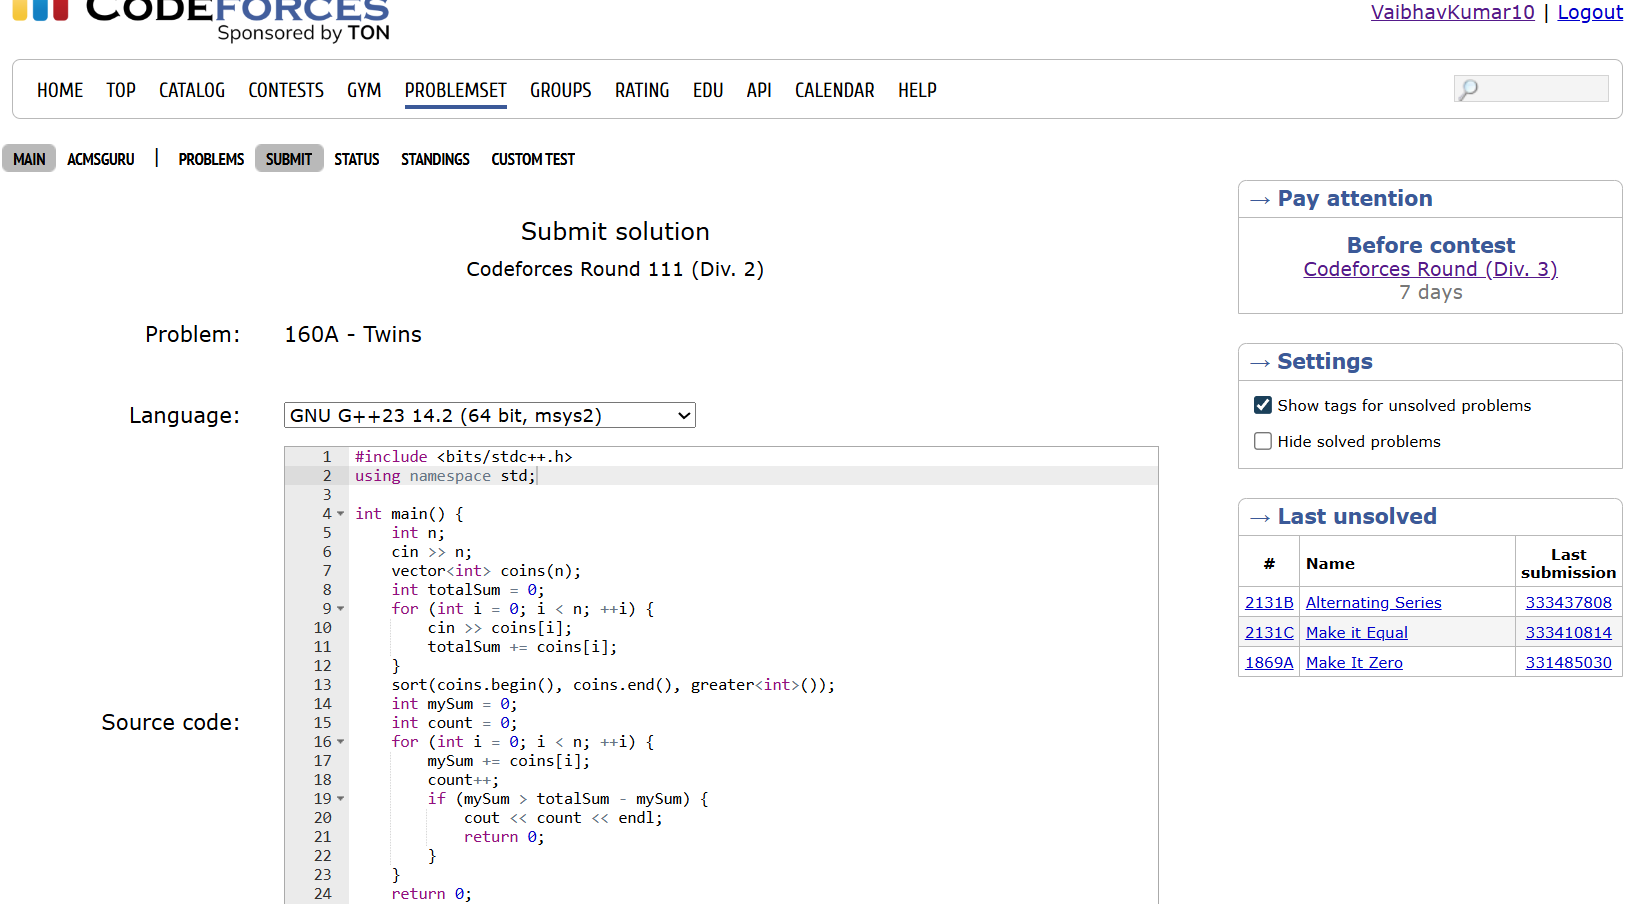 CODEFORCES
Sponsored by TON
VaibhavKumar10 | Logout
HOME TOP CATALOG CONTESTS GYM PROBLEMSET GROUPS RATING EDU API CALENDAR HELP
MAIN ACMSGURU | PROBLEMS SUBMIT STATUS STANDINGS CUSTOM TEST
Submit solution
Codeforces Round 111 (Div. 2)
Problem: 160A - Twins
Language: GNU G++23 14.2 (64 bit, msys2)
Source code:
1 #include <bits/stdc++.h>
2 using namespace std;
3
4 int main() {
5     int n;
6     cin >> n;
7     vector<int> coins(n);
8     int totalSum = 0;
9     for (int i = 0; i < n; ++i) {
10         cin >> coins[i];
11         totalSum += coins[i];
12     }
13     sort(coins.begin(), coins.end(), greater<int>());
14     int mySum = 0;
15     int count = 0;
16     for (int i = 0; i < n; ++i) {
17         mySum += coins[i];
18         count++;
19         if (mySum > totalSum - mySum) {
20             cout << count << endl;
21             return 0;
22         }
23     }
24     return 0;
→ Pay attention
Before contest
Codeforces Round (Div. 3)
7 days
→ Settings
Show tags for unsolved problems
Hide solved problems
→ Last unsolved
# Name Last submission
2131B Alternating Series 333437808
2131C Make it Equal 333410814
1869A Make It Zero 331485030